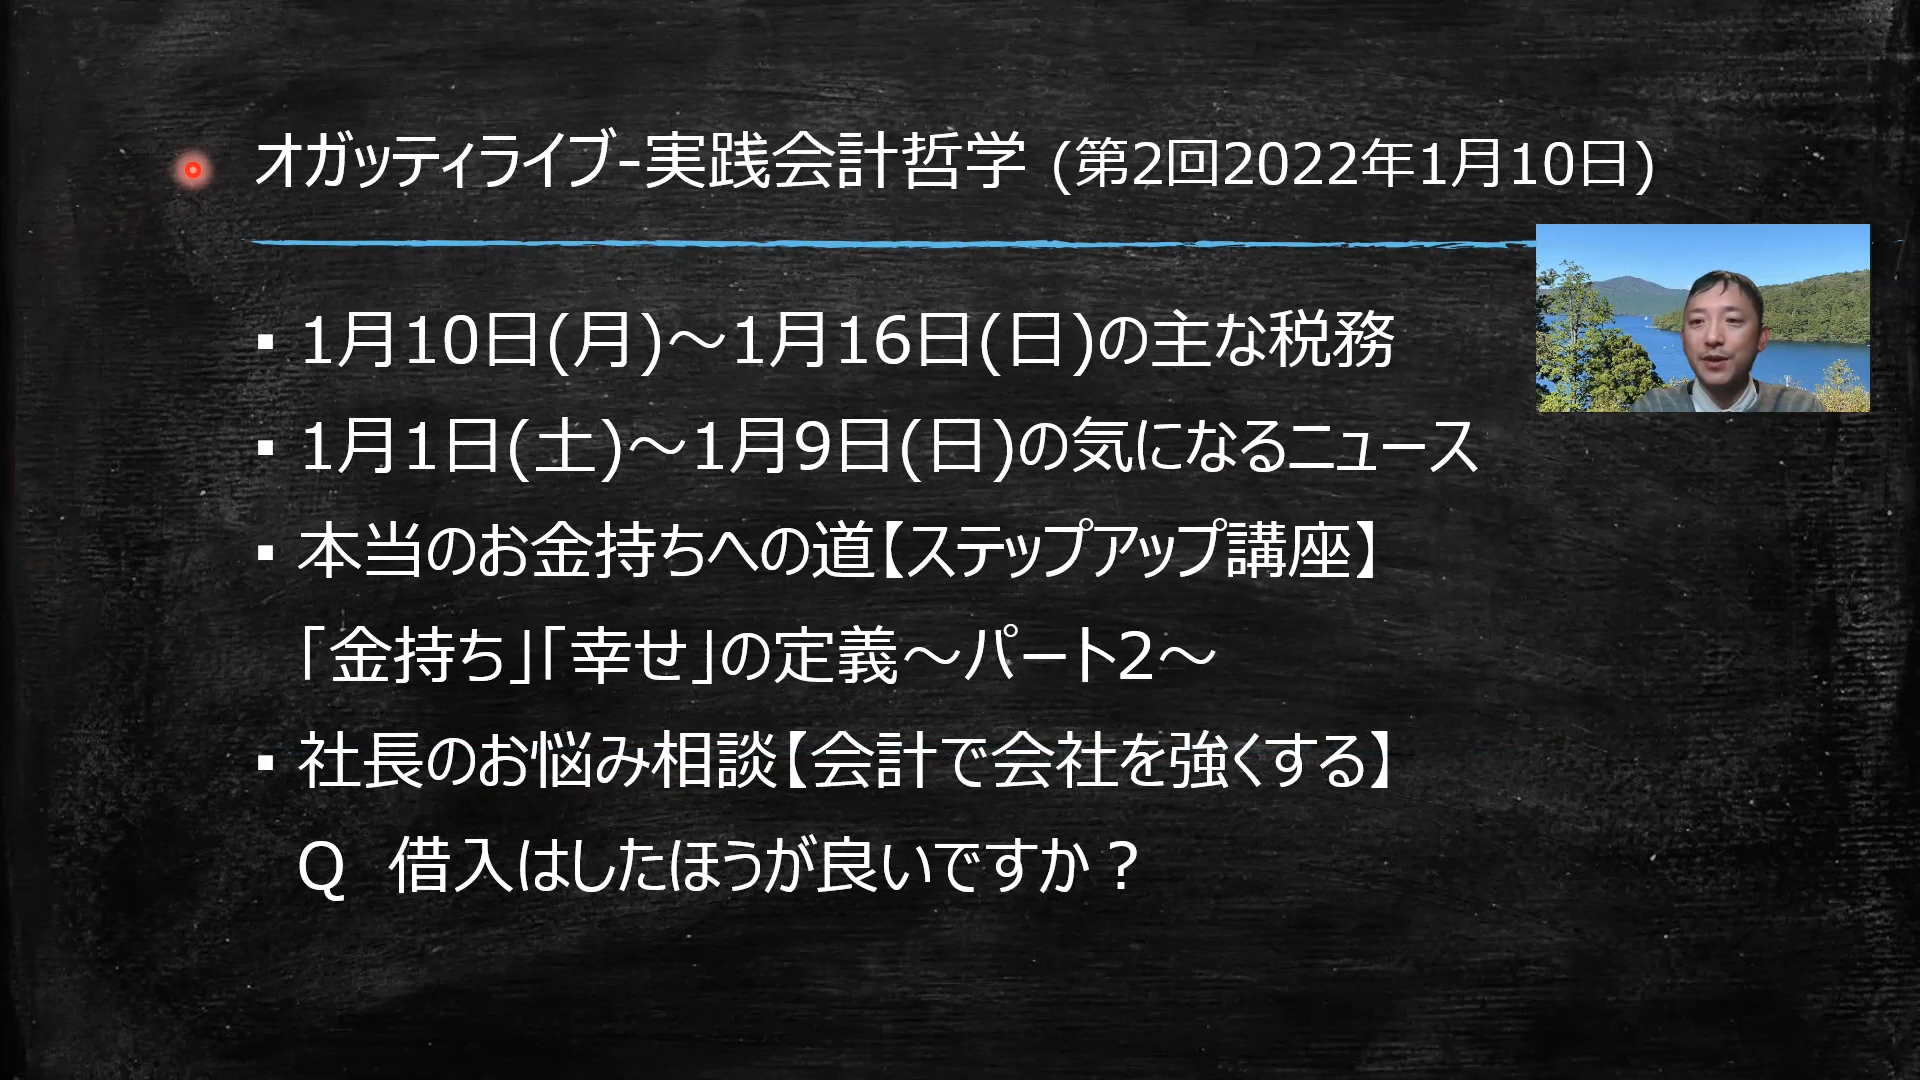 オガッティライブ-実践会計哲学 (第2回2022年1月10日)
▪ 1月10日(月)～1月16日(日)の主な税務
▪ 1月1日(土)～1月9日(日)の気になるニュース
▪ 本当のお金持ちへの道【ステップアップ講座】
「金持ち」「幸せ」の定義～パート2～
▪ 社長のお悩み相談【会計で会社を強くする】
Q　借入はしたほうが良いですか？